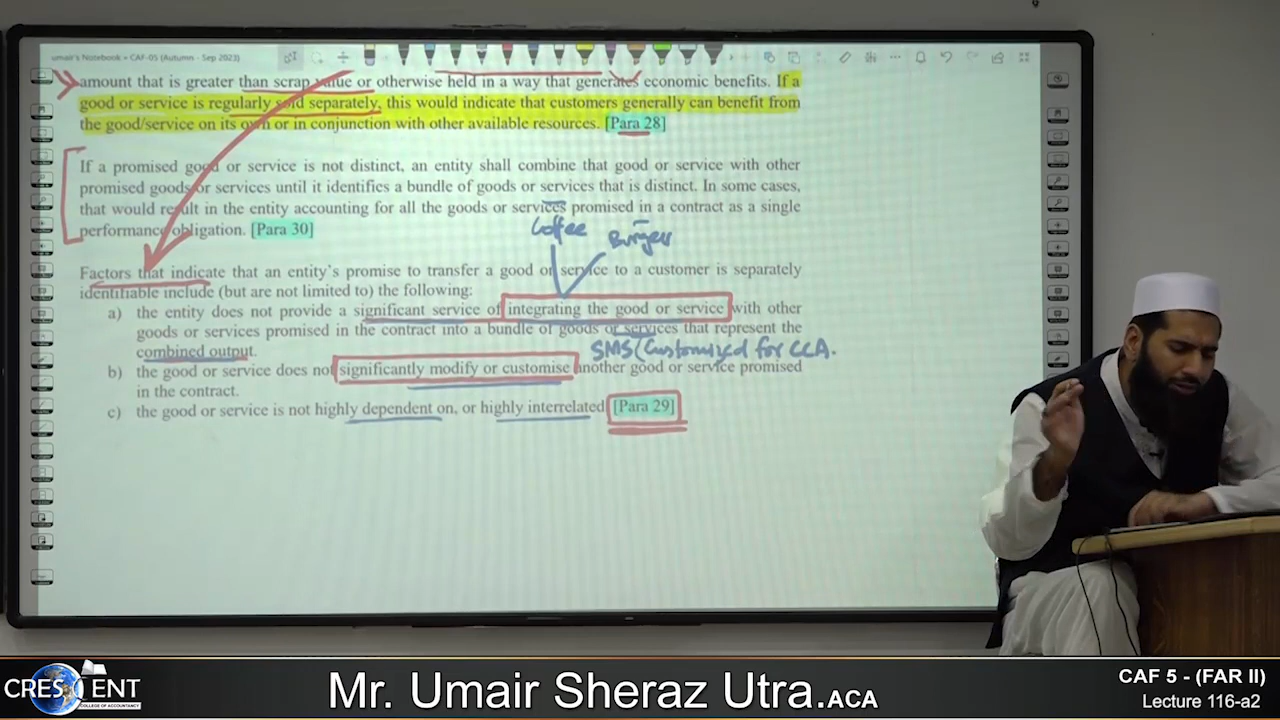 umair's Notebook » CAF-05 (Autumn - Sep 2023)
amount that is greater than scrap value or otherwise held in a way that generates economic benefits. If a
good or service is regularly sold separately, this would indicate that customers generally can benefit from
the good/service on its own or in conjunction with other available resources. [Para 28]
If a promised good or service is not distinct, an entity shall combine that good or service with other
promised goods or services until it identifies a bundle of goods or services that is distinct. In some cases,
that would result in the entity accounting for all the goods or services promised in a contract as a single
performance obligation. [Para 30]
Coffee
Burger
Factors that indicate that an entity's promise to transfer a good or service to a customer is separately
identifiable include (but are not limited to) the following:
a) the entity does not provide a significant service of integrating the good or service with other
goods or services promised in the contract into a bundle of goods or services that represent the
combined output.
SMS (Customized for CCA.
b) the good or service does not significantly modify or customise another good or service promised
in the contract.
c) the good or service is not highly dependent on, or highly interrelated [Para 29]
CRESCENT
COLLEGE OF ACCOUNTANCY
Mr. Umair Sheraz Utra.ACA
CAF 5 - (FAR II)
Lecture 116-a2